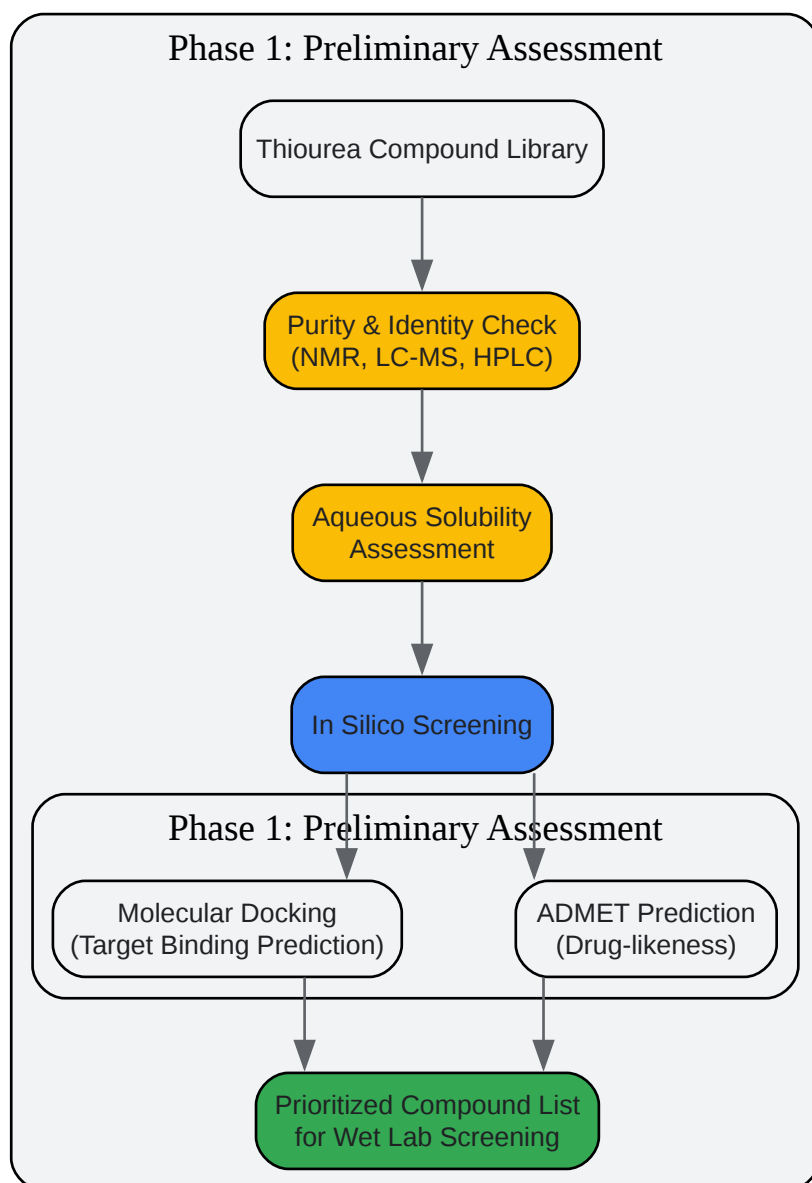 Phase 1: Preliminary Assessment
Thiourea Compound Library
Purity & Identity Check
(NMR, LC-MS, HPLC)
Aqueous Solubility
Assessment
In Silico Screening
Phase 1: Preliminary Assessment
Molecular Docking
(Target Binding Prediction)
ADMET Prediction
(Drug-likeness)
Prioritized Compound List
for Wet Lab Screening